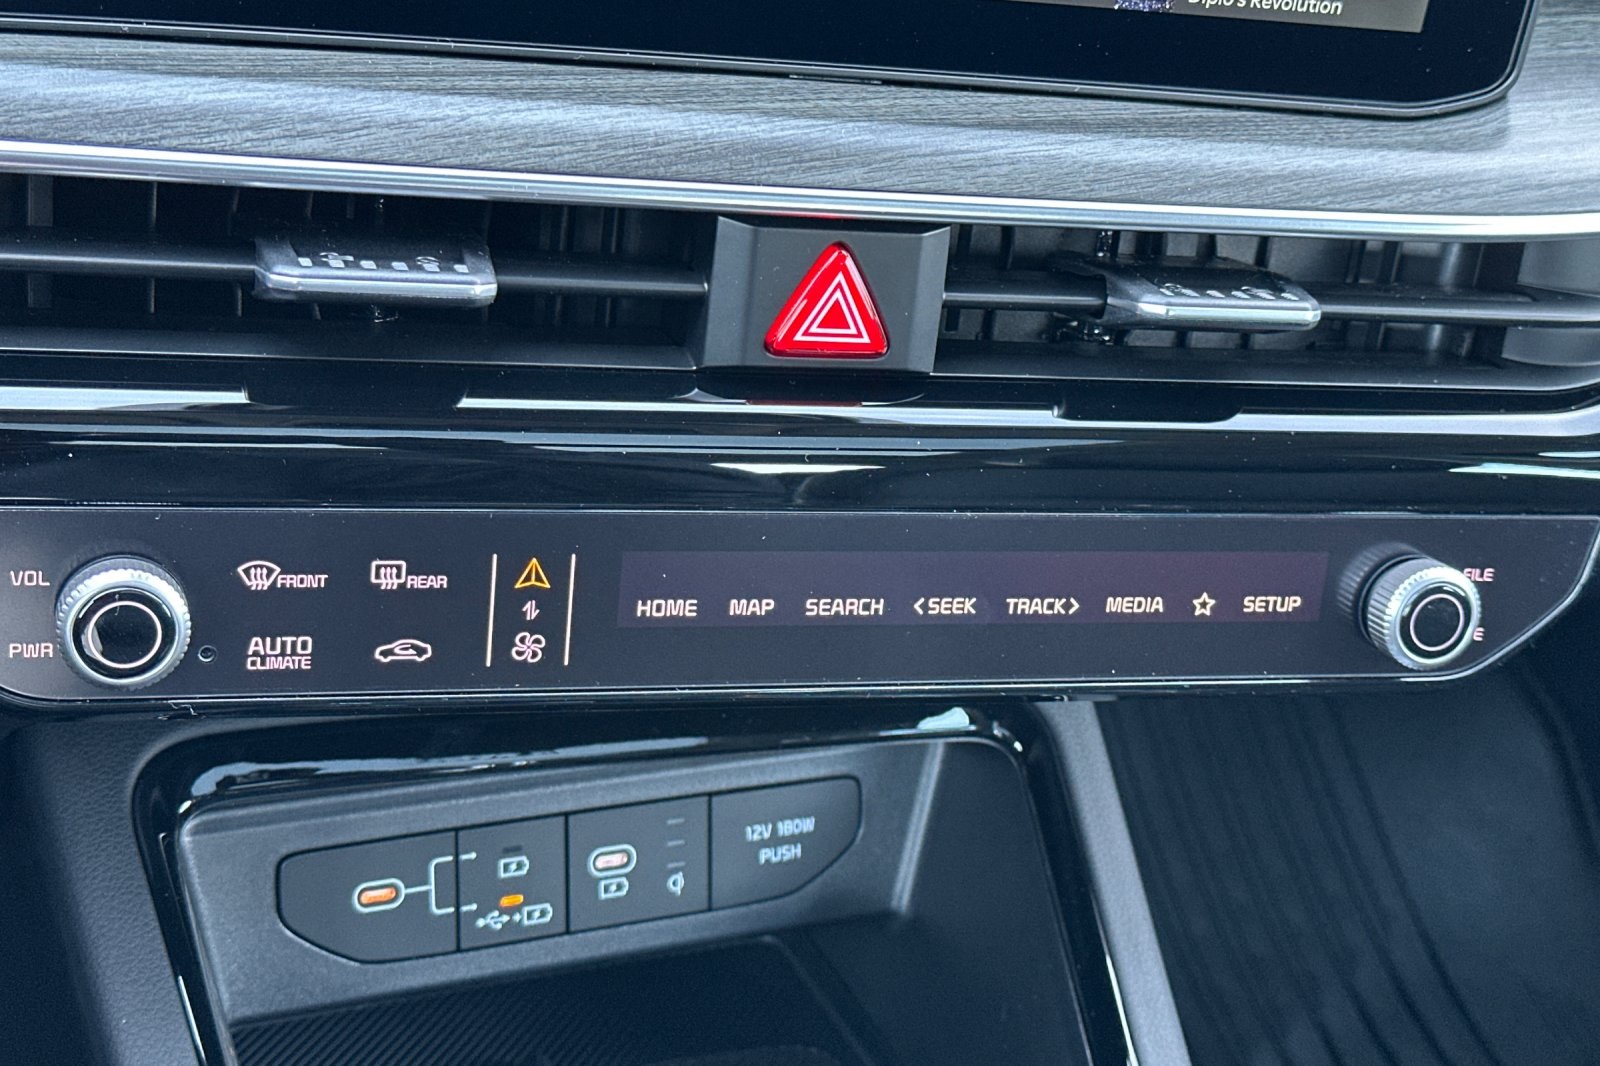 Diplo's Revolution
VOL
PWR
FRONT
REAR
AUTO
CLIMATE
HOME MAP SEARCH <SEEK TRACK> MEDIA SETUP
12V 180W
PUSH